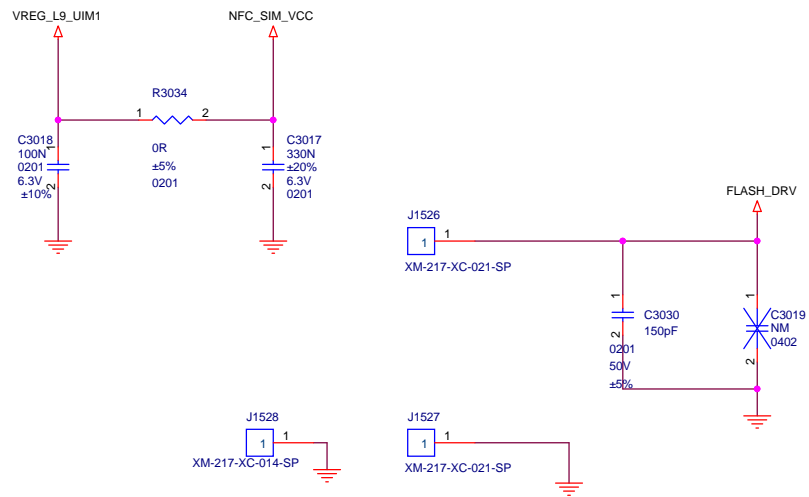 VREG_L9_UIM1
NFC_SIM_VCC
R3034
1 2
0R
±5%
0201
C3018
100N
0201
6.3V
±10%
1
2
C3017
330N
±20%
6.3V
0201
1
2
FLASH_DRV
J1526
1 1
XM-217-XC-021-SP
1
2
C3030
150pF
0201
50V
±5%
1
2
C3019
NM
0402
J1528
1 1
XM-217-XC-014-SP
J1527
1 1
XM-217-XC-021-SP